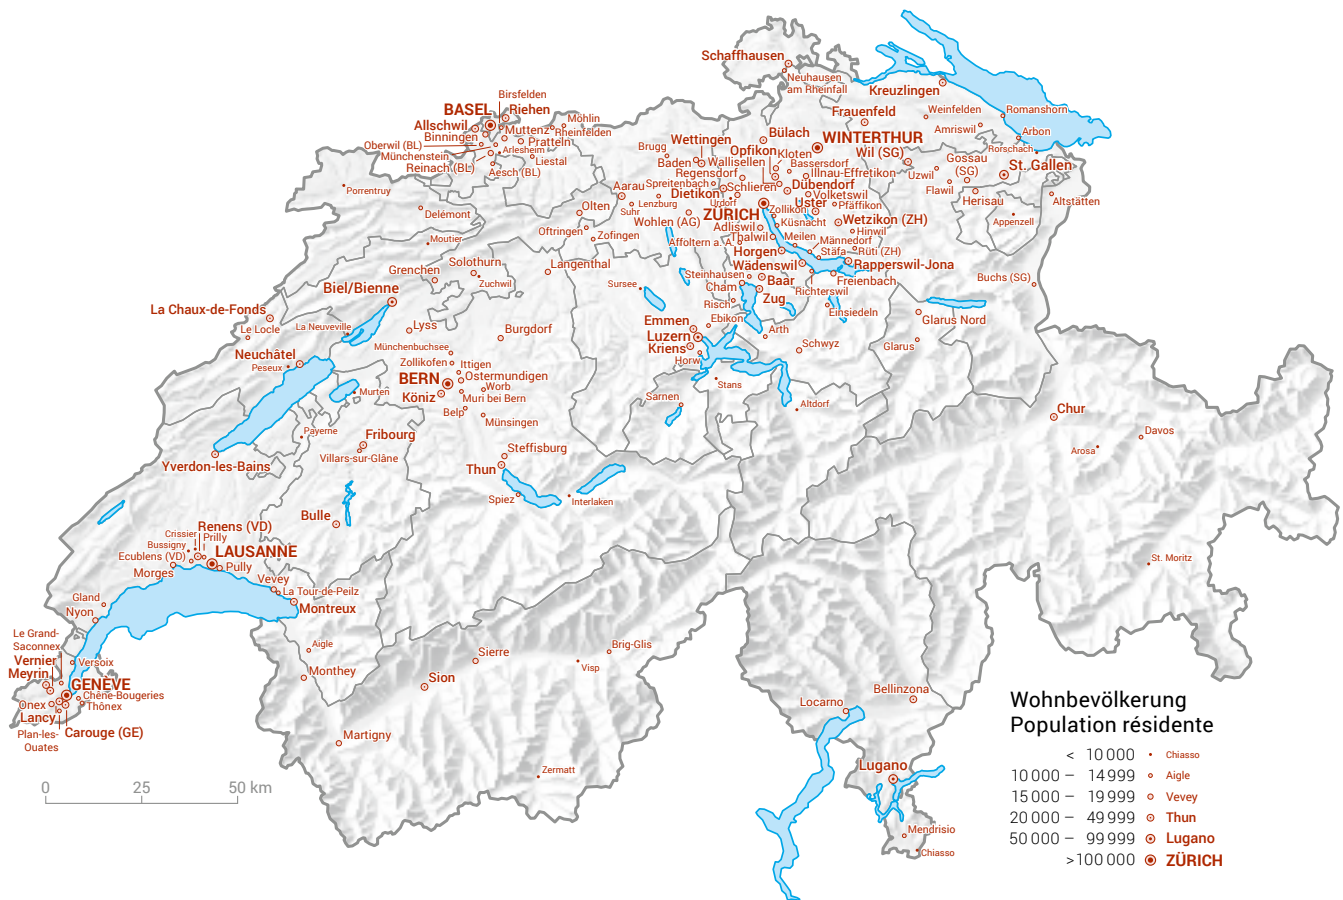 Schaffhausen
Neuhausen
am Rheinfall
Kreuzlingen
Birsfelden
BASEL
Riehen
Allschwil
Möhlin
Binningen
Muttenz
Rheinfelden
Oberwil (BL)
Pratteln
Münchenstein
Arlesheim
Reinach (BL)
Liestal
Aesch (BL)
Frauenfeld
Weinfelden
Romanshorn
Amriswil
Arbon
Rorschach
Wettingen
Bülach
WINTERTHUR
Brugg
Opfikon
Kloten
Wil (SG)
Baden
Wallisellen
Bassersdorf
Gossau
(SG)
St. Gallen
Regensdorf
Illnau-Effretikon
Uzwil
Spreitenbach
Schlieren
Dübendorf
Flawil
Herisau
Altstätten
Aarau
Dietikon
Volketswil
Lenzburg
Urdorf
Uster
Pfäffikon
Olten
Suhr
ZÜRICH
Zollikon
Wohlen (AG)
Küsnacht
Wetzikon (ZH)
Appenzell
Oftringen
Zofingen
Adliswil
Hinwil
Affoltern a. A.
Thalwil
Meilen
Männedorf
Horgen
Stäfa
Rüti (ZH)
Wädenswil
Rapperswil-Jona
Porrentruy
Delémont
Moutier
Grenchen
Solothurn
Zuchwil
Langenthal
Steinhausen
Baar
Freienbach
Buchs (SG)
Sursee
Cham
Richterswil
Biel/Bienne
Zug
Risch
Einsiedeln
La Chaux-de-Fonds
Emmen
Ebikon
Glarus Nord
Le Locle
La Neuveville
Lyss
Burgdorf
Luzern
Arth
Kriens
Schwyz
Glarus
Münchenbuchsee
Horw
Neuchâtel
Peseux
Zollikofen
Ittigen
Ostermundigen
BERN
Worb
Stans
Murten
Köniz
Muri bei Bern
Sarnen
Altdorf
Belp
Münsingen
Chur
Payerne
Fribourg
Davos
Villars-sur-Glâne
Steffisburg
Arosa
Yverdon-les-Bains
Thun
Spiez
Interlaken
Bulle
Renens (VD)
Crissier
Prilly
Bussigny
LAUSANNE
Ecublens (VD)
Pully
Morges
Vevey
La Tour-de-Peilz
Gland
Montreux
Nyon
St. Moritz
Le Grand-
Saconnex
Aigle
Vernier
Versoix
Meyrin
Monthey
Sierre
Brig-Glis
Visp
GENÈVE
Sion
Chêne-Bougeries
Onex
Thônex
Lancy
Plan-les-
Ouates
Carouge (GE)
Martigny
Zermatt
Bellinzona
Locarno
Lugano
Mendrisio
Chiasso
0 25 50 km
Wohnbevölkerung
Population résidente
< 10 000 Chiasso
10 000 – 14 999 Aigle
15 000 – 19 999 Vevey
20 000 – 49 999 Thun
50 000 – 99 999 Lugano
>100 000 ZÜRICH